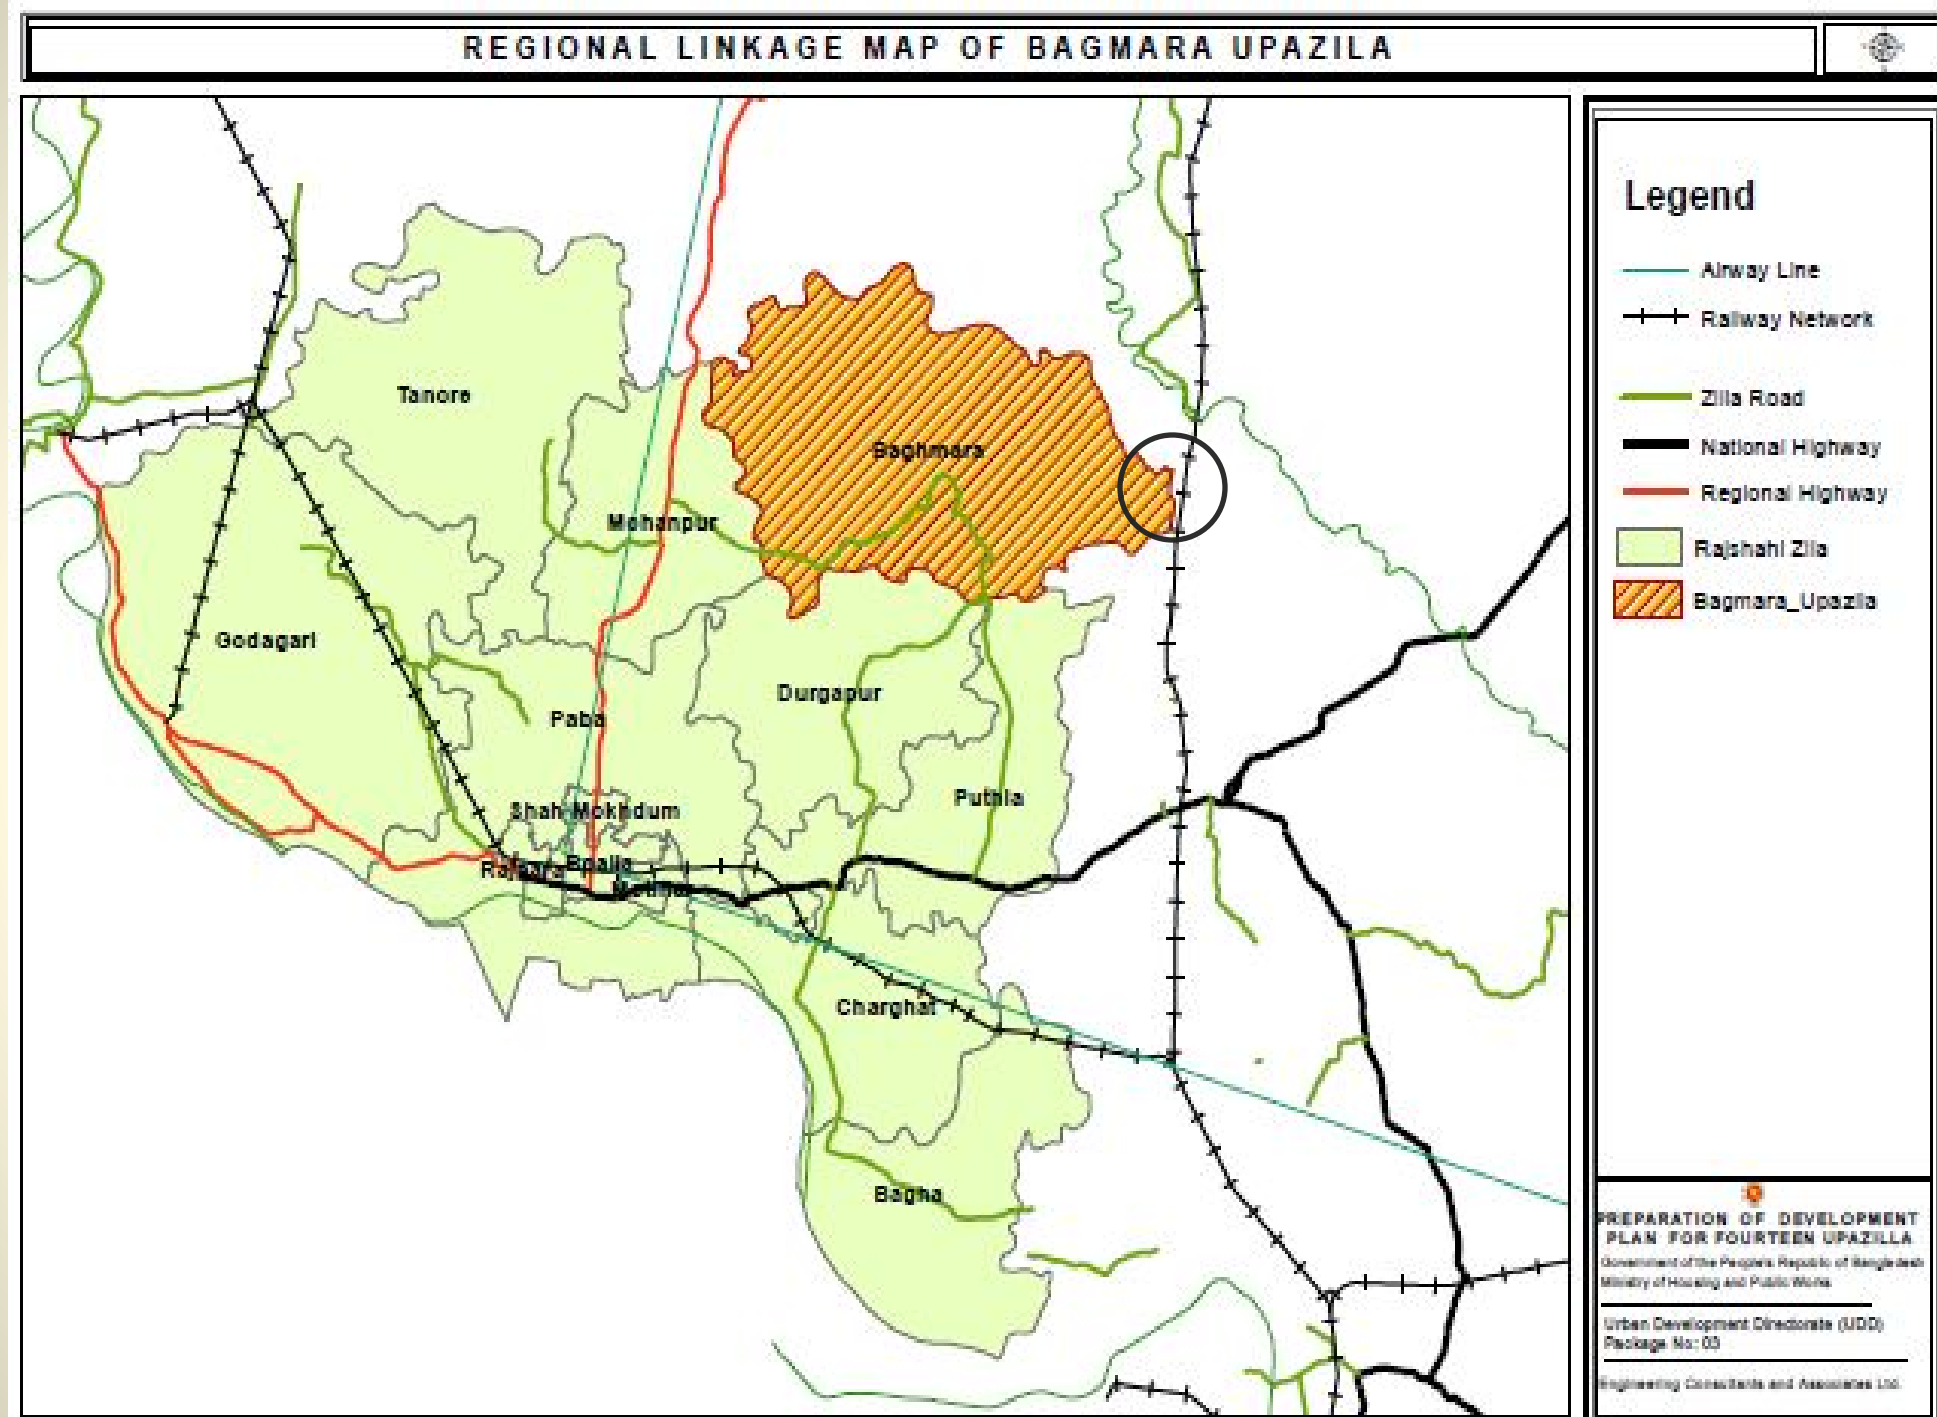 REGIONAL LINKAGE MAP OF BAGMARA UPAZILA
Legend
Airway Line
Railway Network
Zilla Road
National Highway
Regional Highway
Rajshahi Zila
Bagmara_Upazila
Tanore
Baghmara
Mohanpur
Godagari
Durgapur
Paba
Puthia
Shah Mokhdum
Boalia
Charghat
Bagha
PREPARATION OF DEVELOPMENT
PLAN FOR FOURTEEN UPAZILLA
Government of the People's Republic of Bangladesh
Ministry of Housing and Public Works
Urban Development Directorate (UDD)
Package No: 03
Engineering Consultants and Associates Ltd.